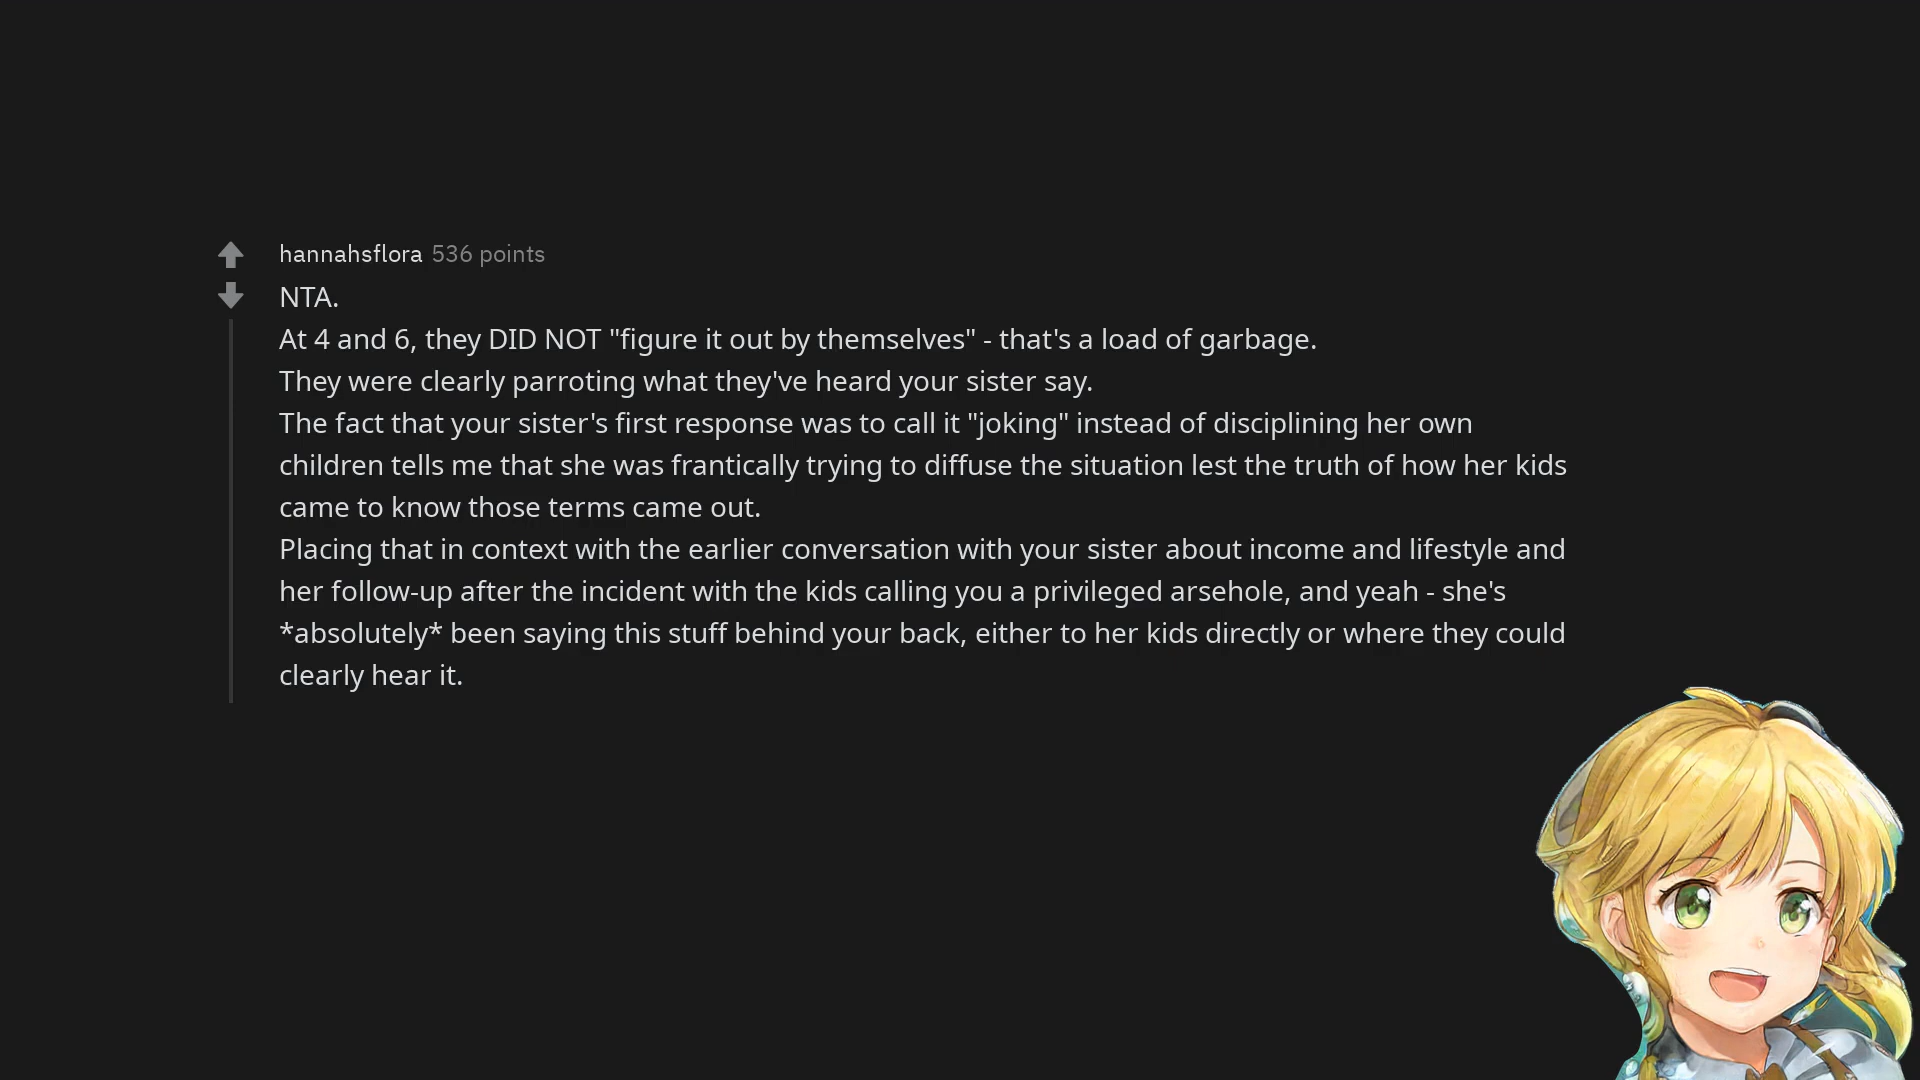 hannahsflora 536 points
NTA.
At 4 and 6, they DID NOT "figure it out by themselves" - that's a load of garbage.
They were clearly parroting what they've heard your sister say.
The fact that your sister's first response was to call it "joking" instead of disciplining her own
children tells me that she was frantically trying to diffuse the situation lest the truth of how her kids
came to know those terms came out.
Placing that in context with the earlier conversation with your sister about income and lifestyle and
her follow-up after the incident with the kids calling you a privileged arsehole, and yeah - she's
*absolutely* been saying this stuff behind your back, either to her kids directly or where they could
clearly hear it.